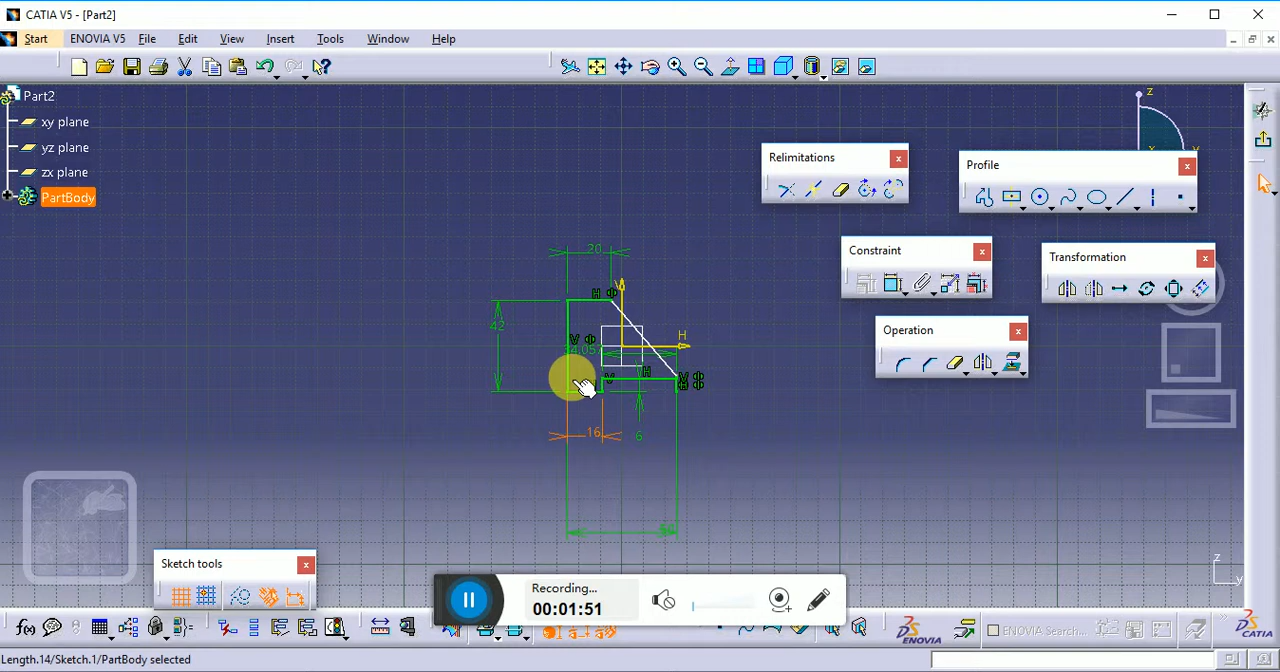 CATIA V5 - [Part2]
Start ENOVIA V5 File Edit View Insert Tools Window Help
Part2
xy plane
yz plane
zx plane
PartBody
z
Relimitations
Profile
Constraint
Transformation
Operation
20
H
42
V
H
V
H
V
H
16
6
Sketch tools
Recording...
00:01:51
z
y
f(x)
ENOVIA
ENOVIA Search...
CATIA
Length.14/Sketch.1/PartBody selected